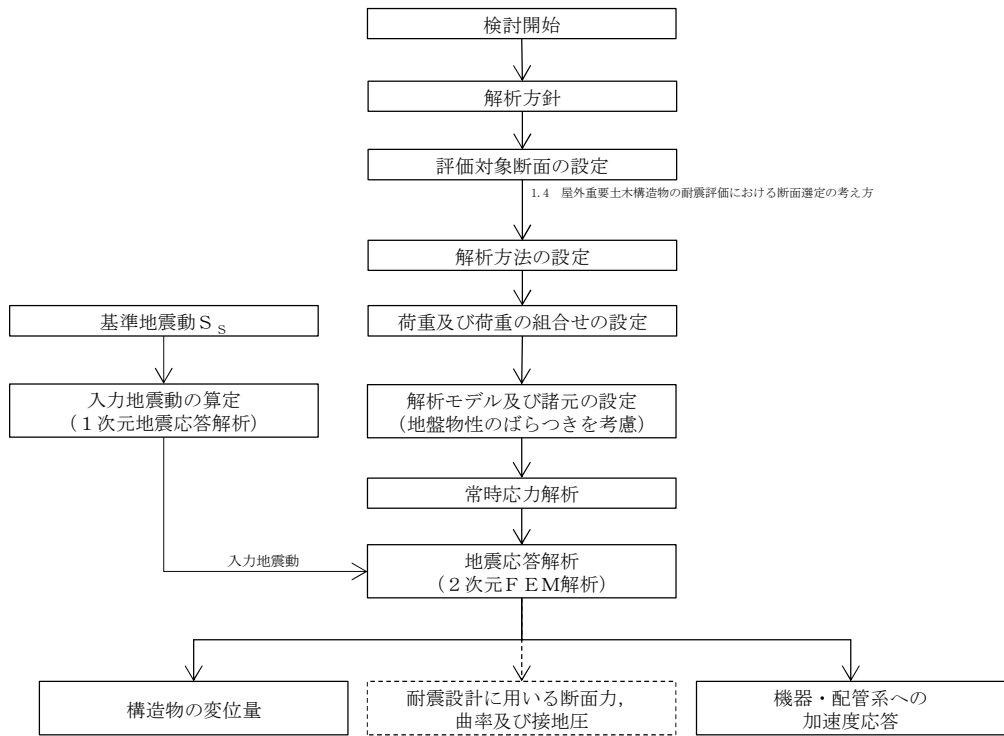 検討開始
解析方針
評価対象断面の設定
1.4 屋外重要土木構造物の耐震評価における断面選定の考え方
解析方法の設定
基準地震動Ｓs
荷重及び荷重の組合せの設定
入力地震動の算定
（１次元地震応答解析）
解析モデル及び諸元の設定
（地盤物性のばらつきを考慮）
常時応力解析
入力地震動
地震応答解析
（２次元ＦＥＭ解析）
構造物の変位量
耐震設計に用いる断面力，
曲率及び接地圧
機器・配管系への
加速度応答